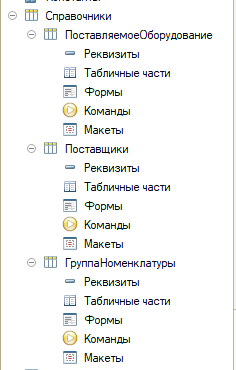 Справочники
ПоставляемоеОборудование
Реквизиты
Табличные части
Формы
Команды
Макеты
Поставщики
Реквизиты
Табличные части
Формы
Команды
Макеты
ГруппаНоменклатуры
Реквизиты
Табличные части
Формы
Команды
Макеты